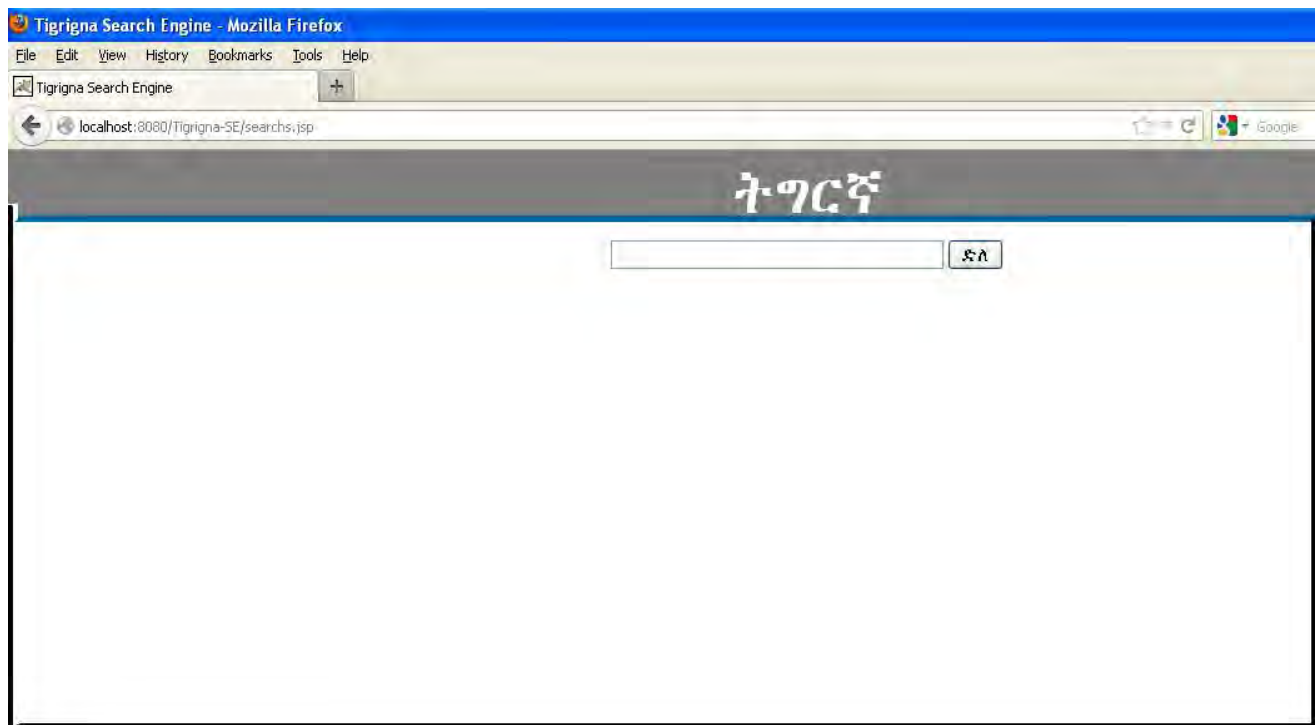 Tigrigna Search Engine - Mozilla Firefox
File Edit View History Bookmarks Tools Help
Tigrigna Search Engine
localhost:8080/Tigrigna-SE/searchs.jsp Google
ትግርኛ
ድለ